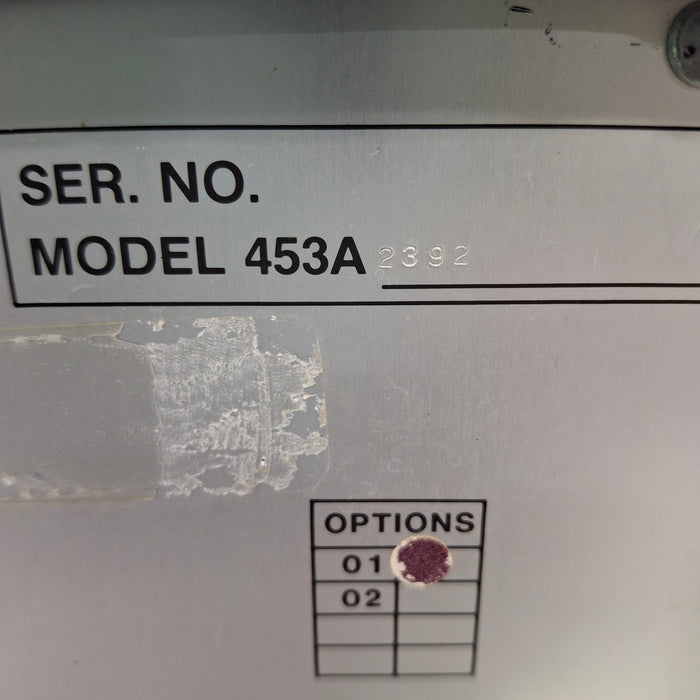 SER. NO.
MODEL 453A 2392
OPTIONS
01
02